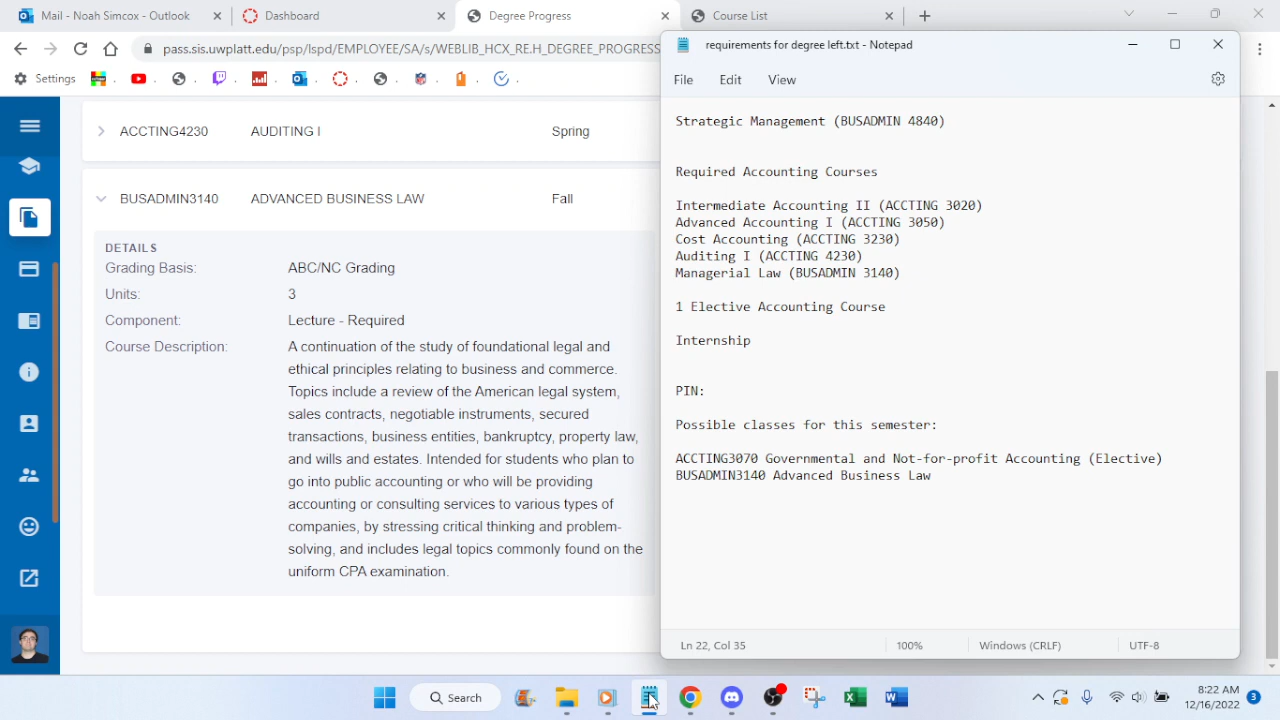 Mail - Noah Simcox - Outlook
Dashboard
Degree Progress
Course List
pass.sis.uwplatt.edu/psp/lspd/EMPLOYEE/SA/s/WEBLIB_HCX_RE.H_DEGREE_PROGRESS
Settings
ACCTING4230 AUDITING I Spring
BUSADMIN3140 ADVANCED BUSINESS LAW Fall
DETAILS
Grading Basis: ABC/NC Grading
Units: 3
Component: Lecture - Required
Course Description: A continuation of the study of foundational legal and
ethical principles relating to business and commerce.
Topics include a review of the American legal system,
sales contracts, negotiable instruments, secured
transactions, business entities, bankruptcy, property law,
and wills and estates. Intended for students who plan to
go into public accounting or who will be providing
accounting or consulting services to various types of
companies, by stressing critical thinking and problem-
solving, and includes legal topics commonly found on the
uniform CPA examination.
requirements for degree left.txt - Notepad
File Edit View
Strategic Management (BUSADMIN 4840)
Required Accounting Courses
Intermediate Accounting II (ACCTING 3020)
Advanced Accounting I (ACCTING 3050)
Cost Accounting (ACCTING 3230)
Auditing I (ACCTING 4230)
Managerial Law (BUSADMIN 3140)
1 Elective Accounting Course
Internship
PIN:
Possible classes for this semester:
ACCTING3070 Governmental and Not-for-profit Accounting (Elective)
BUSADMIN3140 Advanced Business Law
Ln 22, Col 35 100% Windows (CRLF) UTF-8
Search
8:22 AM
12/16/2022
3